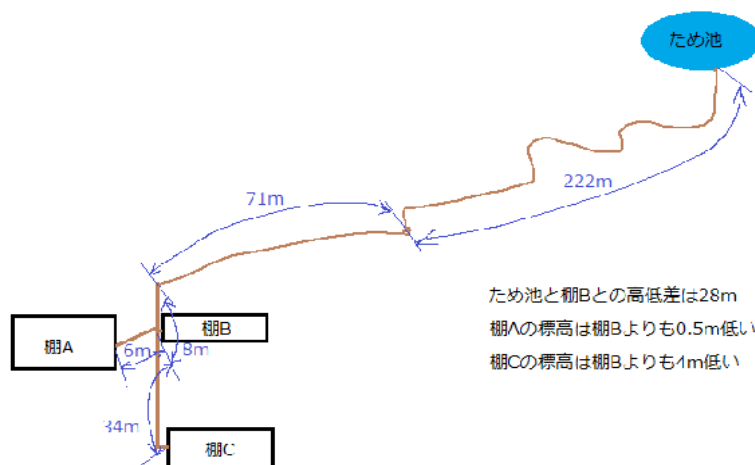 ため池
71m
222m
ため池と棚Bとの高低差は28m
棚B
棚Aの標高は棚Bよりも0.5m低い
棚A
6m
8m
棚Cの標高は棚Bよりも4m低い
34m
棚C